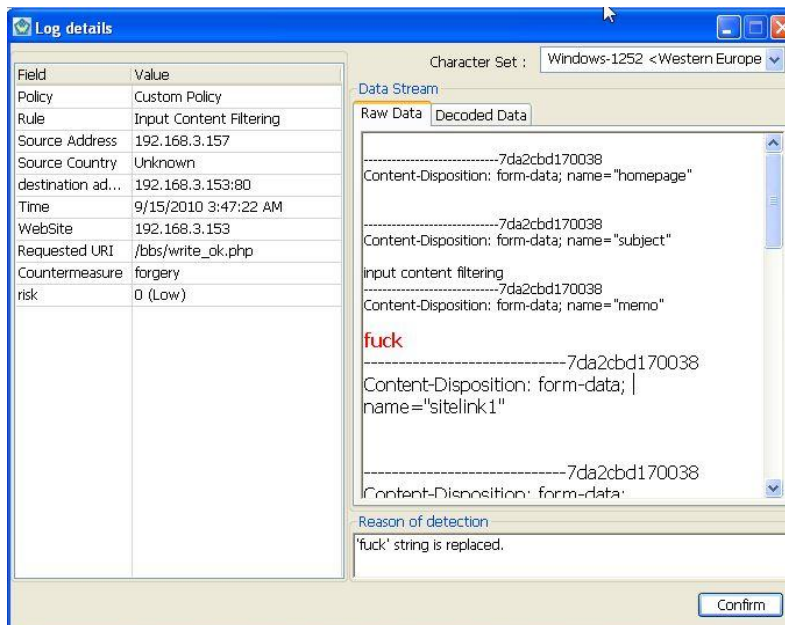 Log details
Character Set :
Windows-1252 <Western Europe
Field Value
Policy Custom Policy
Rule Input Content Filtering
Source Address 192.168.3.157
Source Country Unknown
destination ad... 192.168.3.153:80
Time 9/15/2010 3:47:22 AM
WebSite 192.168.3.153
Requested URI /bbs/write_ok.php
Countermeasure forgery
risk 0 (Low)
Data Stream
Raw Data Decoded Data
-----------------------------7da2cbd170038
Content-Disposition: form-data; name="homepage"
-----------------------------7da2cbd170038
Content-Disposition: form-data; name="subject"
input content filtering
-----------------------------7da2cbd170038
Content-Disposition: form-data; name="memo"
fuck
-----------------------------7da2cbd170038
Content-Disposition: form-data;
name="sitelink1"
-----------------------------7da2cbd170038
Content-Disposition: form-data;
Reason of detection
'fuck' string is replaced.
Confirm